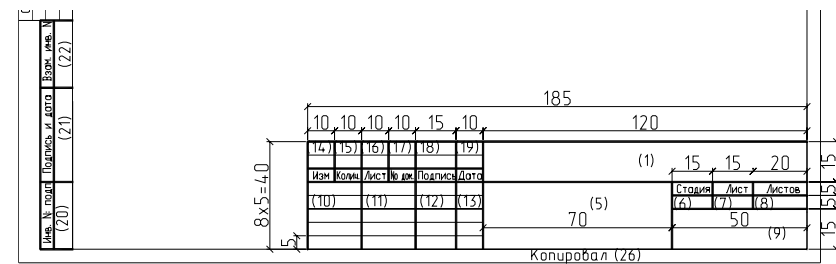 Взам. инв. N
(22)
Подпись и дата
(21)
Инв. № подл
(20)
185
10 10 10 10 15 10 120
(14) (15) (16) (17) (18) (19)
(1)
15 15 20
15
Изм Колич Лист № док. Подпись Дата
Стадия Лист Листов
5
(10) (11) (12) (13)
(5)
(6) (7) (8)
5
70
50
(9)
15
8x5=40
5
Копировал (26)